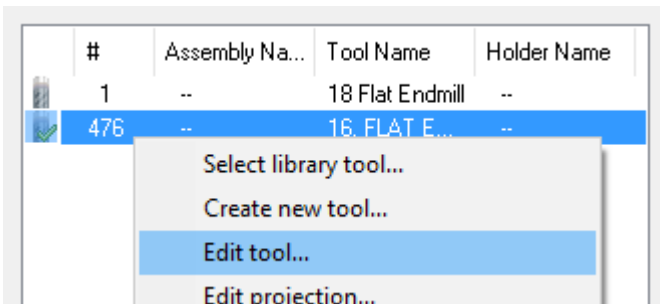 # Assembly Na... Tool Name Holder Name
1 -- 18 Flat Endmill --
476 -- 16. FLAT E... --
Select library tool...
Create new tool...
Edit tool...
Edit projection...